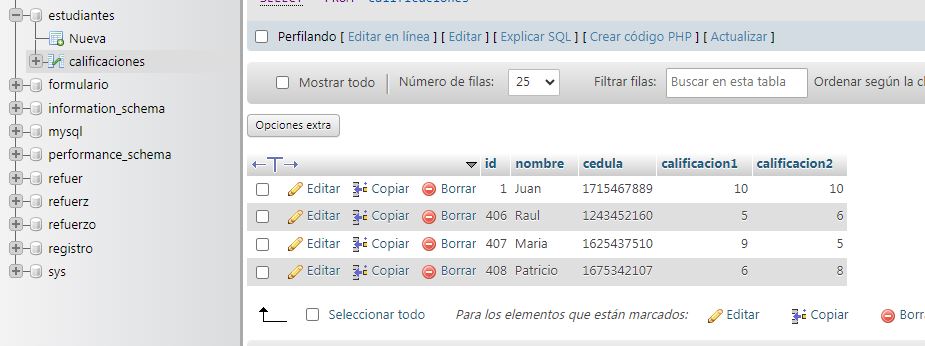 estudiantes
Nueva
calificaciones
formulario
information_schema
mysql
performance_schema
refuer
refuerz
refuerzo
registro
sys
SELECT * FROM `calificaciones`
Perfilando [ Editar en línea ] [ Editar ] [ Explicar SQL ] [ Crear código PHP ] [ Actualizar ]
Mostrar todo Número de filas: 25 Filtrar filas: Buscar en esta tabla Ordenar según la cl
Opciones extra
←T→ id nombre cedula calificacion1 calificacion2
Editar Copiar Borrar 1 Juan 1715467889 10 10
Editar Copiar Borrar 406 Raul 1243452160 5 6
Editar Copiar Borrar 407 Maria 1625437510 9 5
Editar Copiar Borrar 408 Patricio 1675342107 6 8
Seleccionar todo Para los elementos que están marcados: Editar Copiar Borr